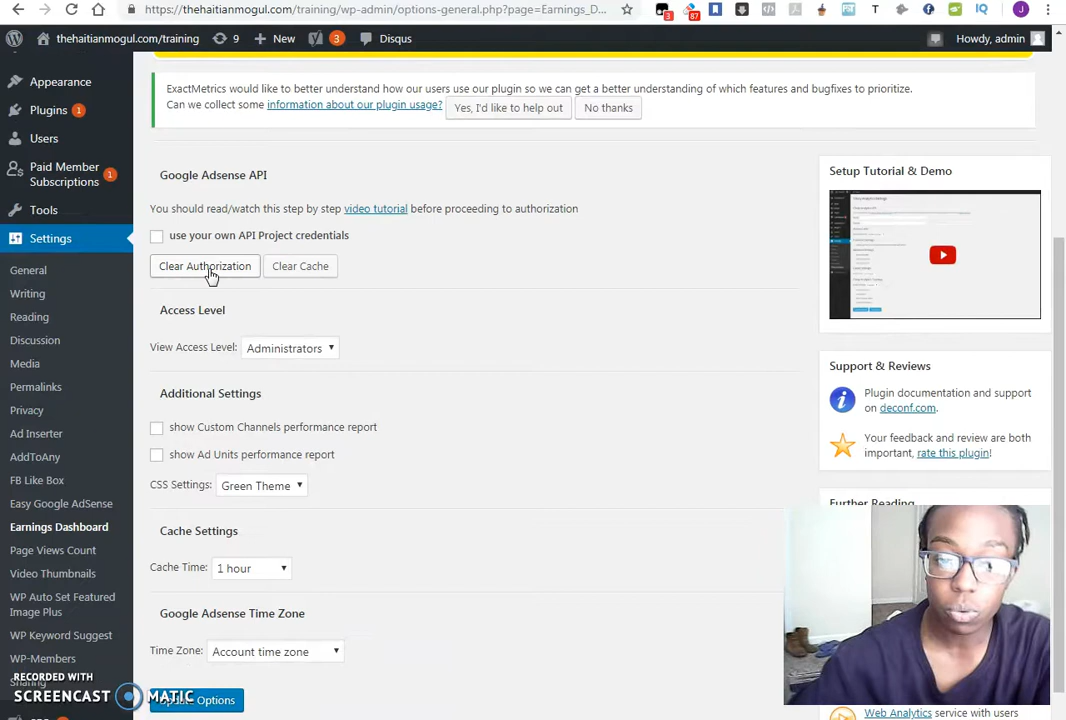 https://thehaitianmogul.com/training/wp-admin/options-general.php?page=Earnings_D...
3
87
T
IQ
J
thehaitianmogul.com/training
9
New
3
Disqus
Howdy, admin
Appearance
Plugins 1
Users
Paid Member
Subscriptions 1
Tools
Settings
General
Writing
Reading
Discussion
Media
Permalinks
Privacy
Ad Inserter
AddToAny
FB Like Box
Easy Google AdSense
Earnings Dashboard
Page Views Count
Video Thumbnails
WP Auto Set Featured
Image Plus
WP Keyword Suggest
WP-Members
RECORDED WITH
SCREENCAST MATIC
ExactMetrics would like to better understand how our users use our plugin so we can get a better understanding of which features and bugfixes to prioritize.
Can we collect some information about our plugin usage? Yes, I'd like to help out No thanks
Google Adsense API
You should read/watch this step by step video tutorial before proceeding to authorization
use your own API Project credentials
Clear Authorization Clear Cache
Access Level
View Access Level: Administrators
Additional Settings
show Custom Channels performance report
show Ad Units performance report
CSS Settings: Green Theme
Cache Settings
Cache Time: 1 hour
Google Adsense Time Zone
Time Zone: Account time zone
Options
Setup Tutorial & Demo
Support & Reviews
Plugin documentation and support
on deconf.com.
Your feedback and review are both
important, rate this plugin!
Further Reading
Web Analytics service with users